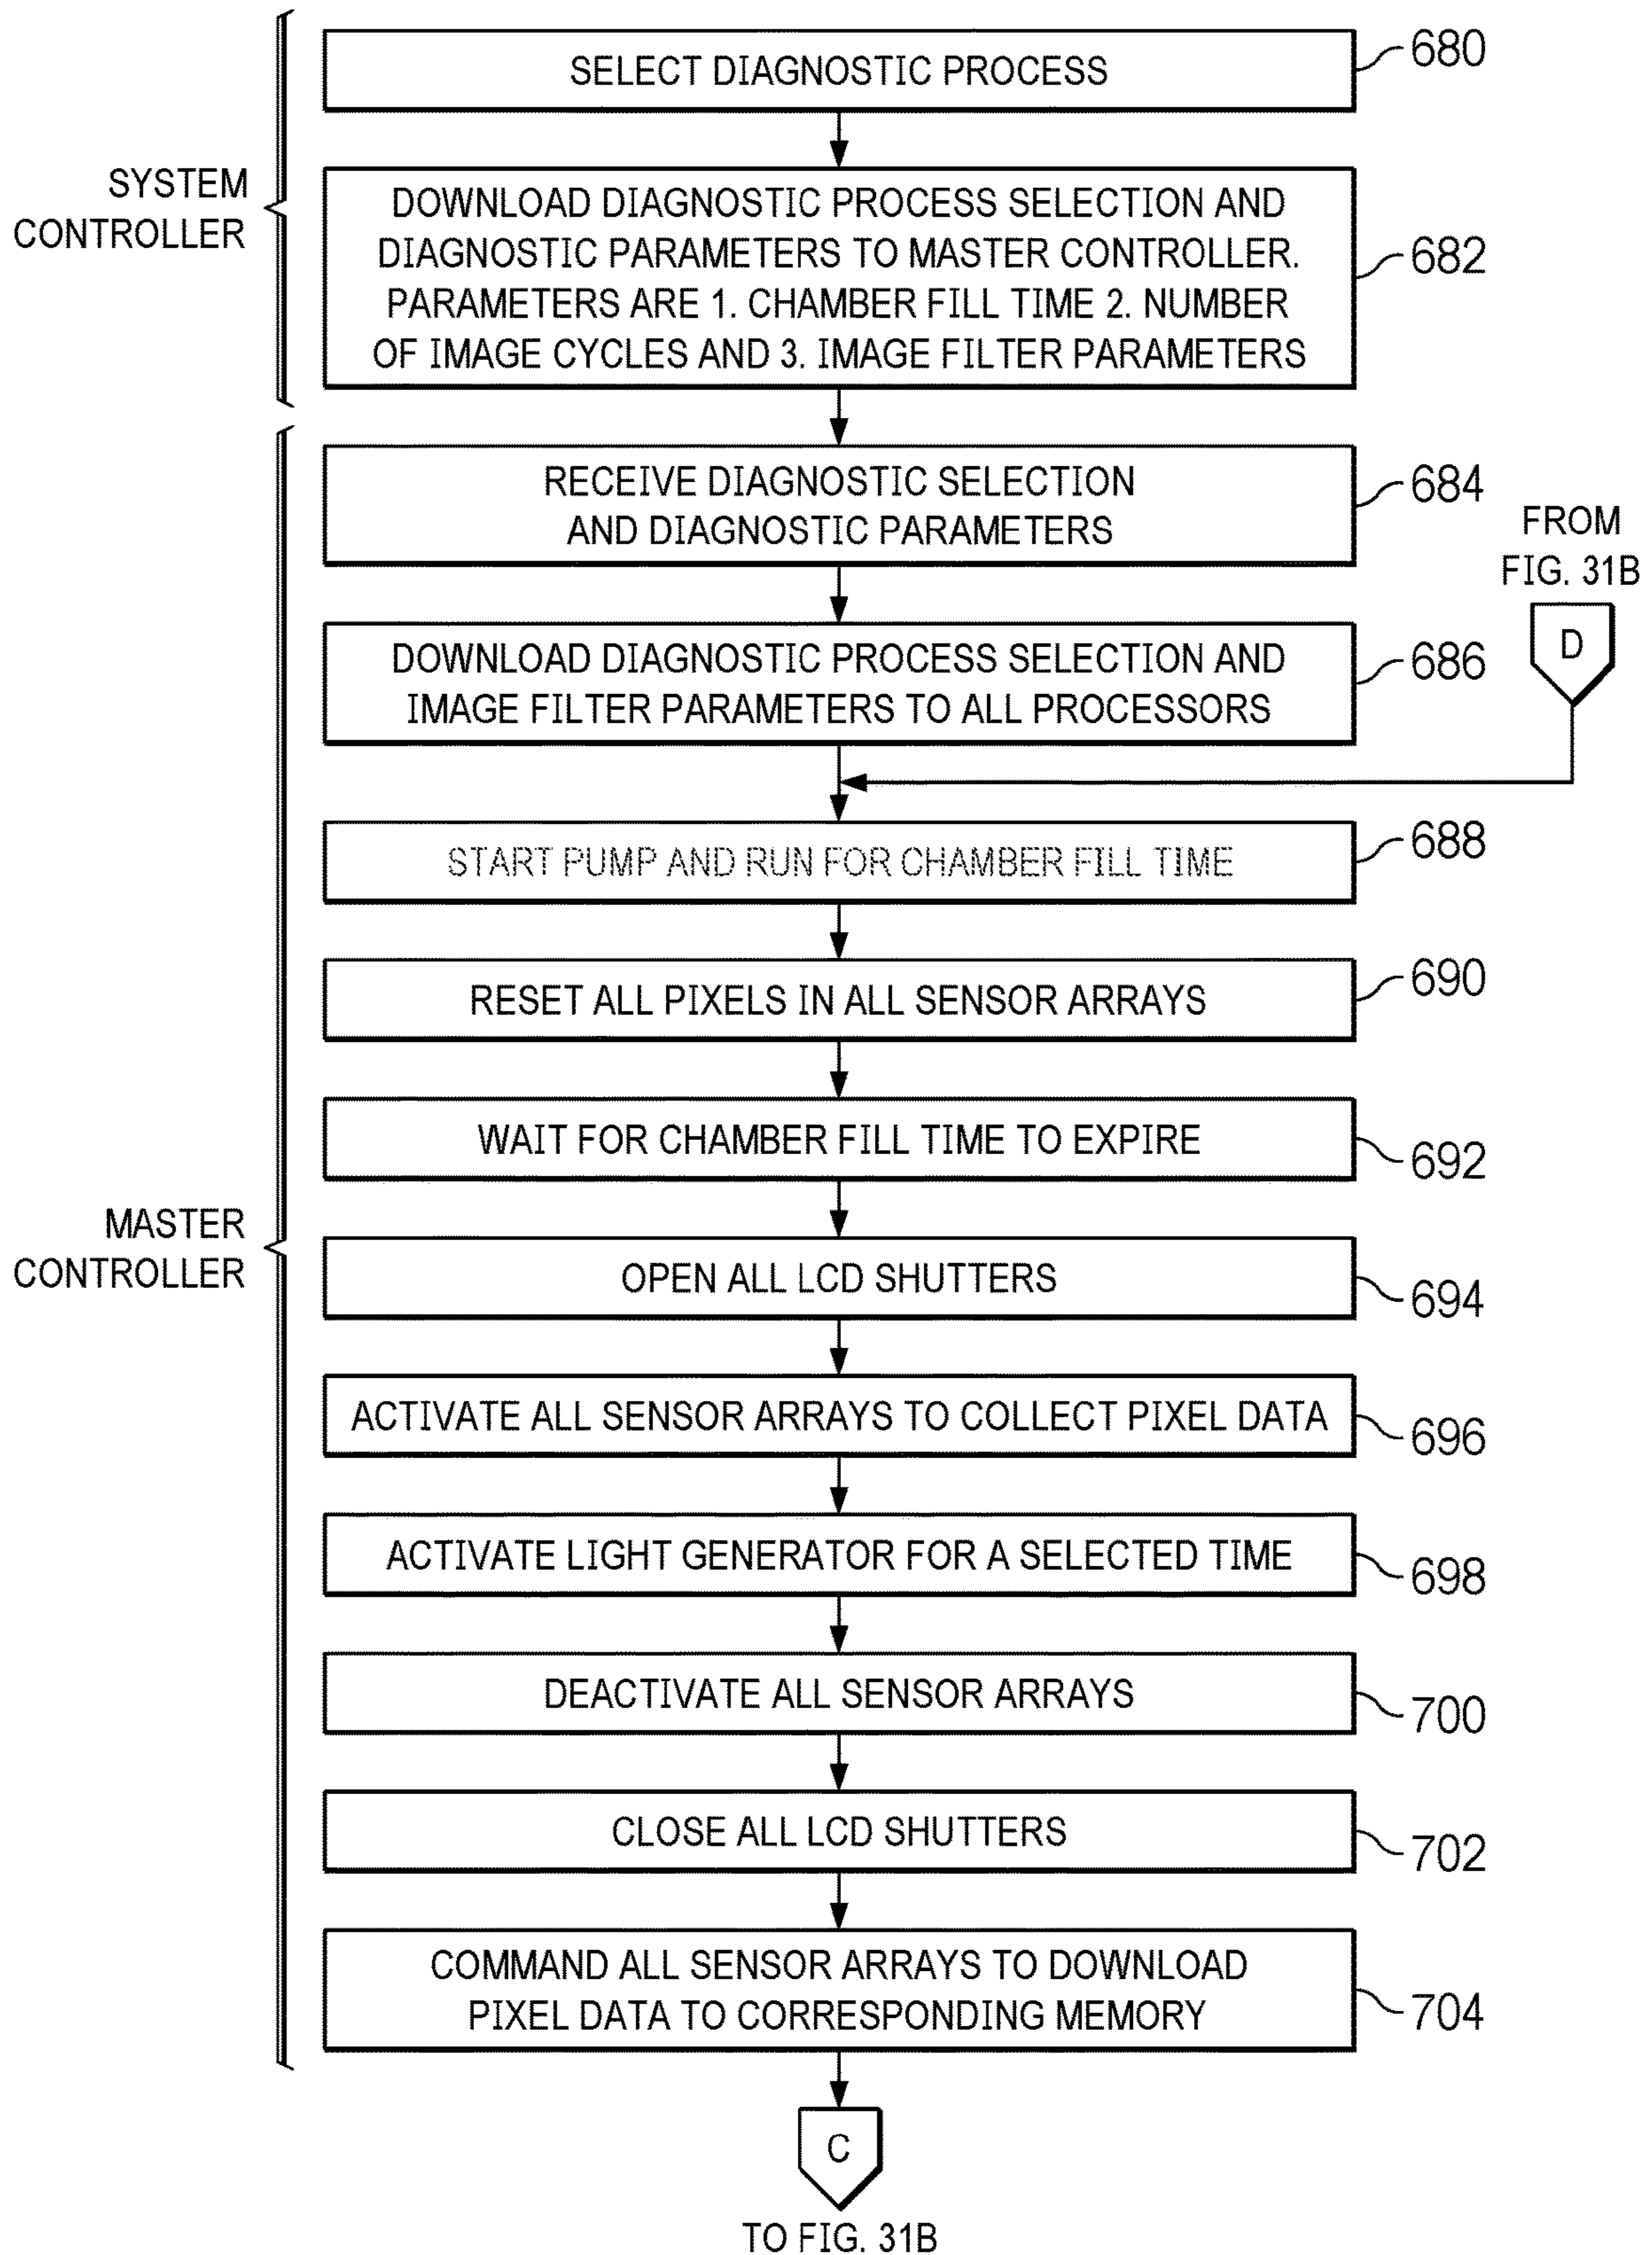 SELECT DIAGNOSTIC PROCESS
680
SYSTEM
CONTROLLER
DOWNLOAD DIAGNOSTIC PROCESS SELECTION AND
DIAGNOSTIC PARAMETERS TO MASTER CONTROLLER.
PARAMETERS ARE 1. CHAMBER FILL TIME 2. NUMBER
OF IMAGE CYCLES AND 3. IMAGE FILTER PARAMETERS
682
RECEIVE DIAGNOSTIC SELECTION
AND DIAGNOSTIC PARAMETERS
684
FROM
FIG. 31B
D
DOWNLOAD DIAGNOSTIC PROCESS SELECTION AND
IMAGE FILTER PARAMETERS TO ALL PROCESSORS
686
START PUMP AND RUN FOR CHAMBER FILL TIME
688
RESET ALL PIXELS IN ALL SENSOR ARRAYS
690
WAIT FOR CHAMBER FILL TIME TO EXPIRE
692
MASTER
CONTROLLER
OPEN ALL LCD SHUTTERS
694
ACTIVATE ALL SENSOR ARRAYS TO COLLECT PIXEL DATA
696
ACTIVATE LIGHT GENERATOR FOR A SELECTED TIME
698
DEACTIVATE ALL SENSOR ARRAYS
700
CLOSE ALL LCD SHUTTERS
702
COMMAND ALL SENSOR ARRAYS TO DOWNLOAD
PIXEL DATA TO CORRESPONDING MEMORY
704
C
TO FIG. 31B